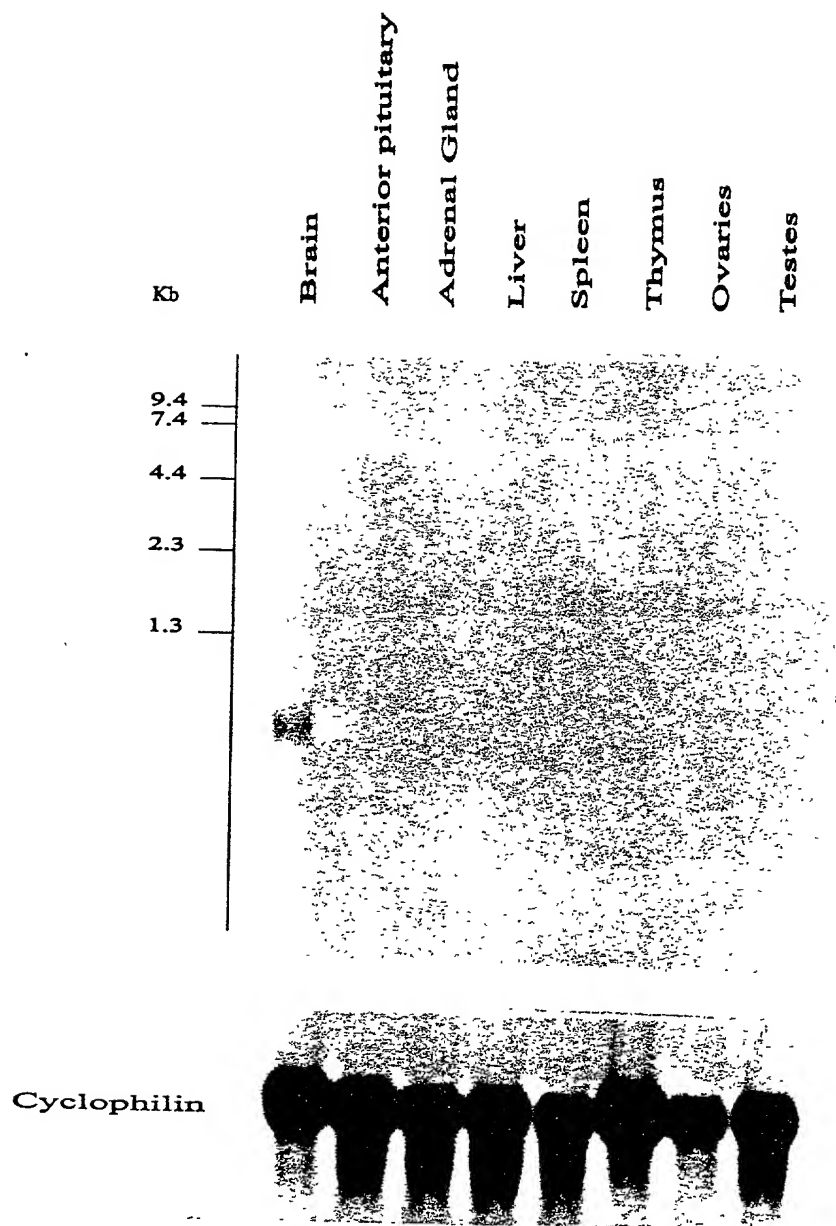 Kb
Brain
Anterior pituitary
Adrenal Gland
Liver
Spleen
Thymus
Ovaries
Testes
9.4
7.4
4.4
2.3
1.3
Cyclophilin